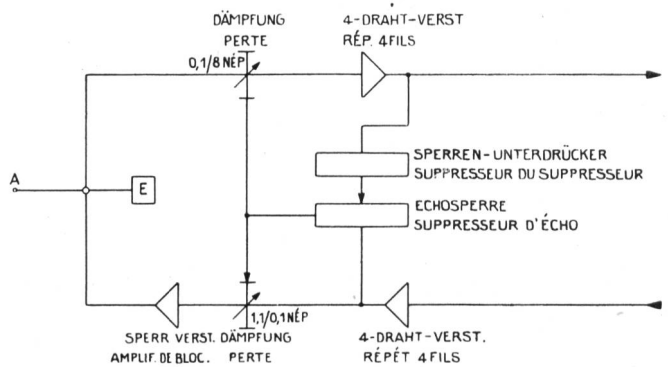 DÄMPFUNG
PERTE
0,1/8 NÉP
4-DRAHT-VERST
RÉP. 4FILS
A
E
SPERREN-UNTERDRÜCKER
SUPPRESSEUR DU SUPPRESSEUR
ECHOSPERRE
SUPPRESSEUR D'ÉCHO
1,1/0,1 NÉP
SPERR VERST.
AMPLIF. DE BLOC.
DÄMPFUNG
PERTE
4-DRAHT-VERST.
RÉPÉT 4 FILS